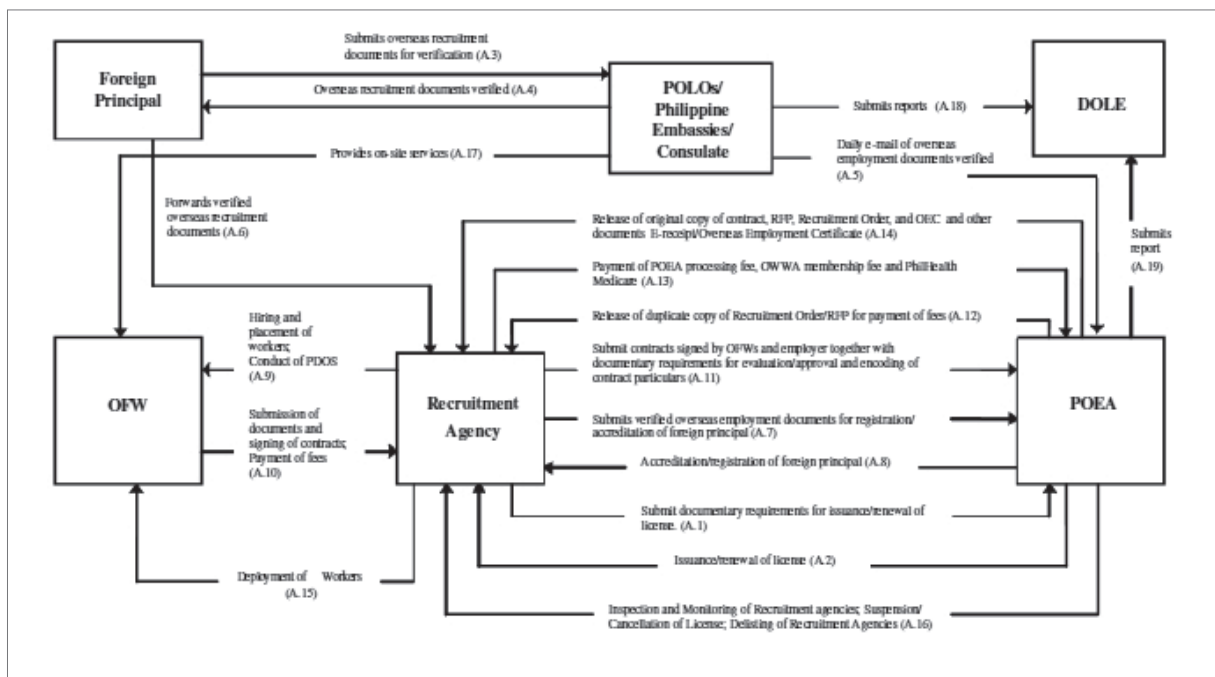 Submits overseas recruitment
documents for verification (A.3)
Foreign
Principal
Overseas recruitment documents verified (A.4)
POLOs/
Philippine
Embassies/
Consulate
Submits reports (A.18)
DOLE
Provides on-site services (A.17)
Daily e-mail of overseas
employment documents verified
(A.5)
Forwards verified
overseas recruitment
documents (A.6)
Release of original copy of contract, RFP, Recruitment Order, and OEC and other
documents E-receipt/Overseas Employment Certificate (A.14)
Submits
report
(A.19)
Payment of POEA processing fee, OWWA membership fee and PhilHealth
Medicare (A.13)
Release of duplicate copy of Recruitment Order/RFP for payment of fees (A.12)
Hiring and
placement of
workers;
Conduct of PDOS
(A.9)
Submit contracts signed by OFWs and employer together with
documentary requirements for evaluation/approval and encoding of
contract particulars (A.11)
OFW
Recruitment
Agency
POEA
Submission of
documents and
signing of contracts;
Payment of fees
(A.10)
Submits verified overseas employment documents for registration/
accreditation of foreign principal (A.7)
Accreditation/registration of foreign principal (A.8)
Submit documentary requirements for issuance/renewal of
license. (A.1)
Issuance/renewal of license (A.2)
Deployment of Workers
(A.15)
Inspection and Monitoring of Recruitment agencies; Suspension/
Cancellation of License; Delisting of Recruitment Agencies (A.16)